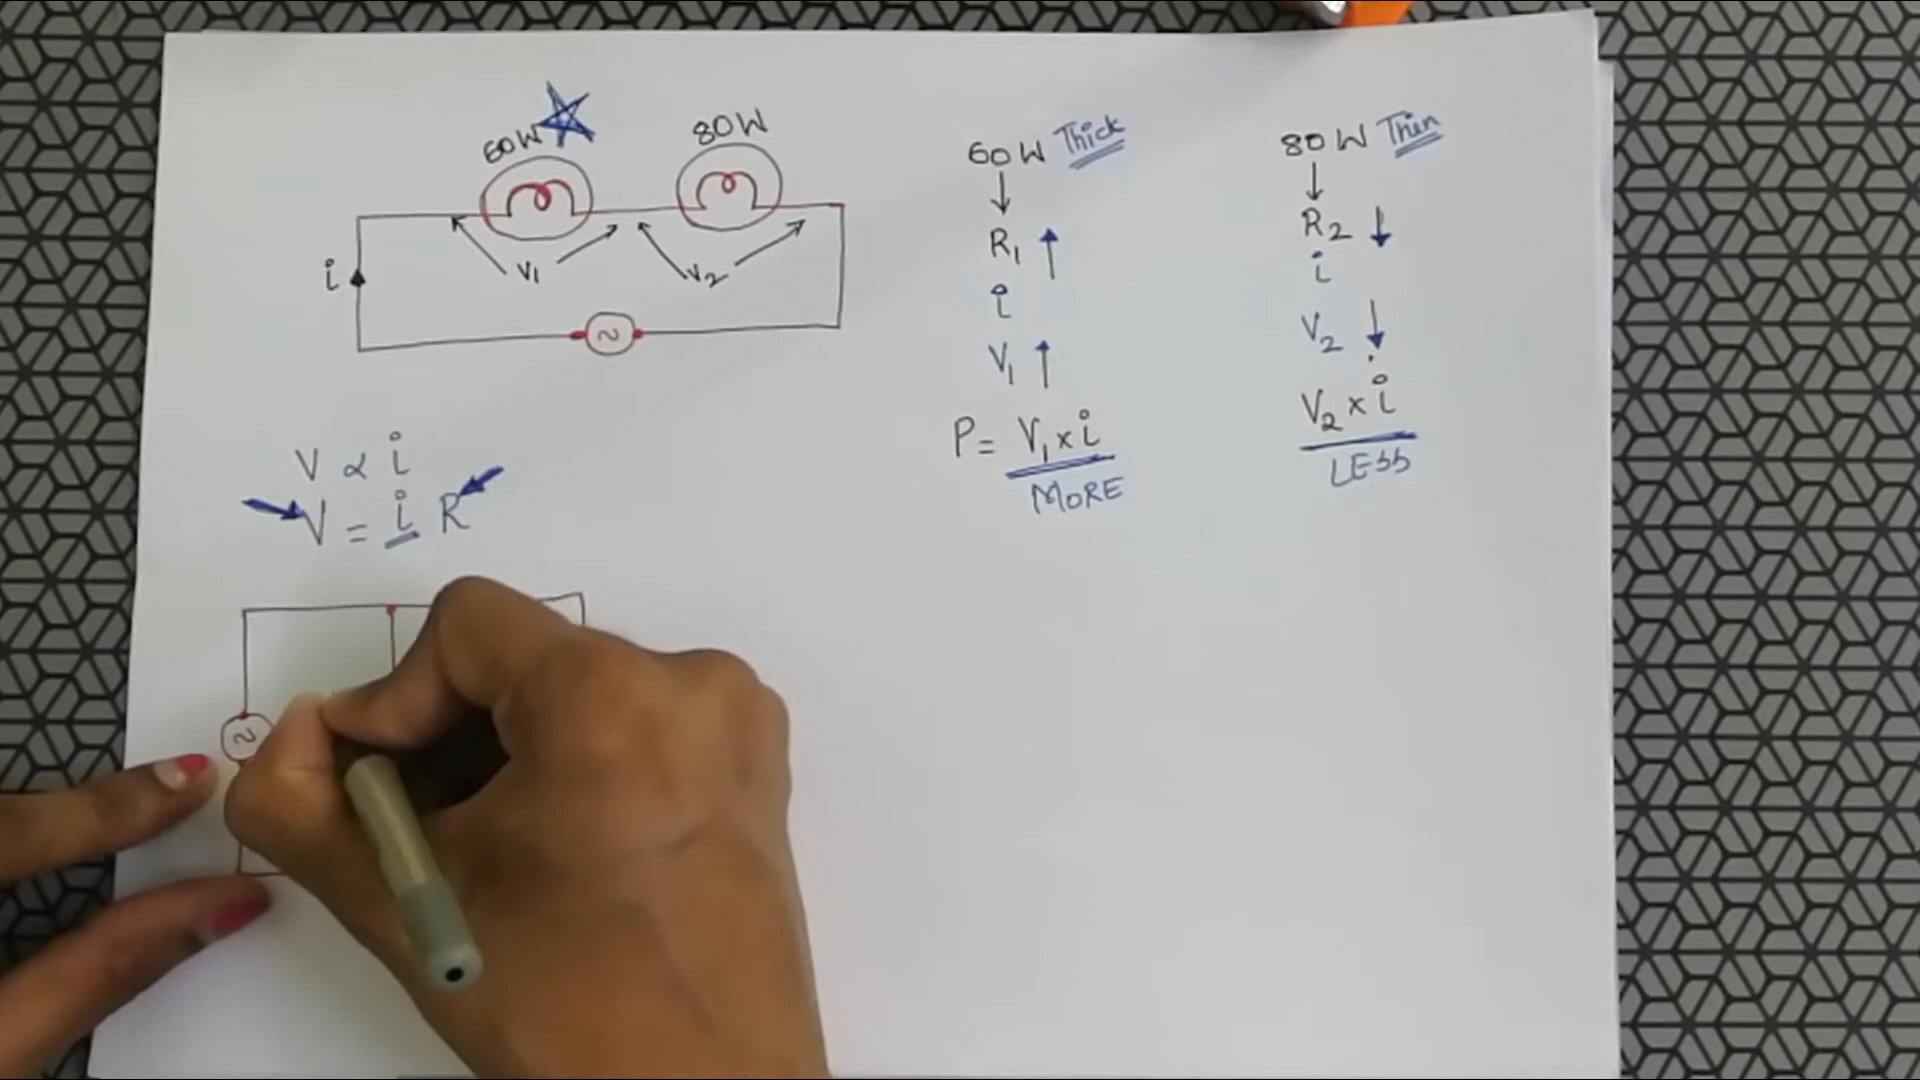 60W 80W
i
V1 V2
~
V ∝ i
V = i R
~
60 W Thick
R1 ↑
i
V1 ↑
P = V1 x i
MORE
80 W Thin
R2 ↓
i
V2 ↓
V2 x i
LESS